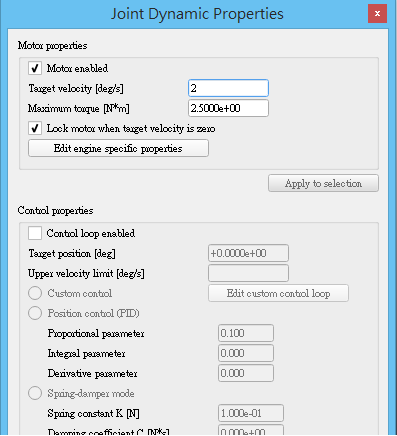 Joint Dynamic Properties
x
Motor properties
Motor enabled
Target velocity [deg/s] 2
Maximum torque [N*m] 2.5000e+00
Lock motor when target velocity is zero
Edit engine specific properties
Apply to selection
Control properties
Control loop enabled
Target position [deg] +0.0000e+00
Upper velocity limit [deg/s]
Custom control Edit custom control loop
Position control (PID)
Proportional parameter 0.100
Integral parameter 0.000
Derivative parameter 0.000
Spring-damper mode
Spring constant K [N] 1.000e-01
Damping coefficient C [N*s] 0.000e+00